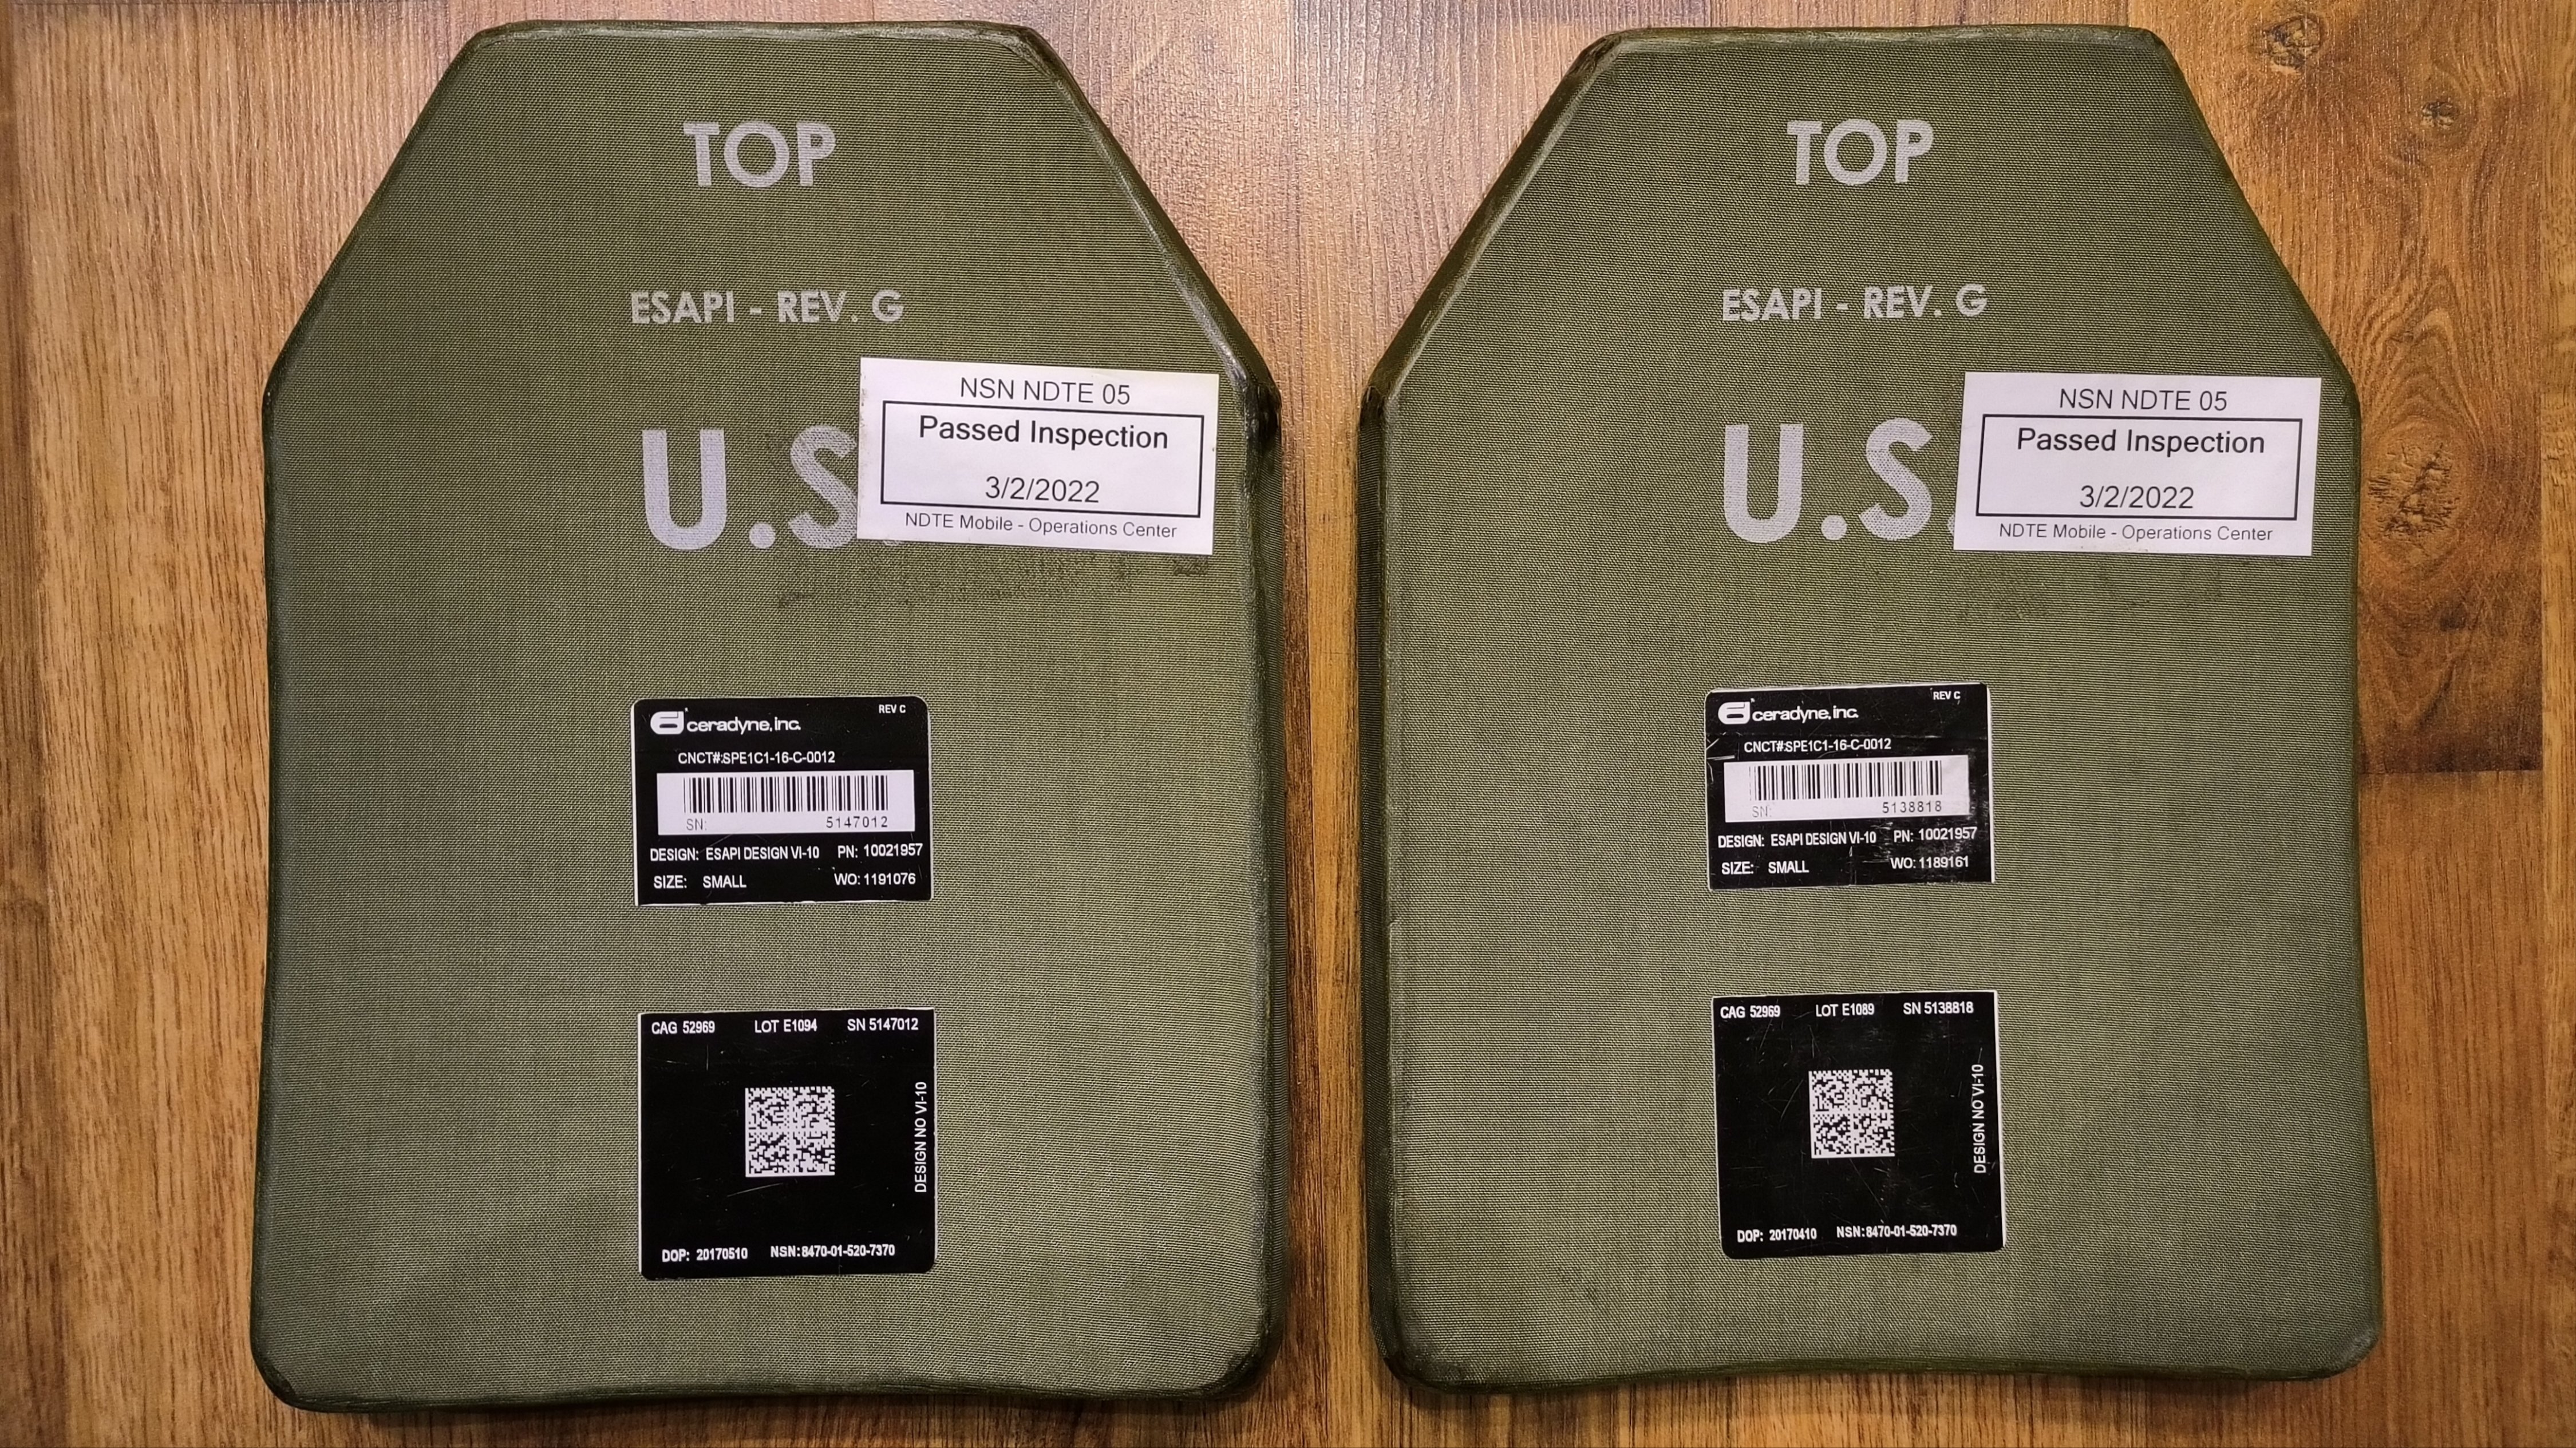 TOP
ESAPI - REV. G
U.S.
NSN NDTE 05
Passed Inspection
3/2/2022
NDTE Mobile - Operations Center
REV C
ceradyne, inc.
CNCT#:SPE1C1-16-C-0012
SN: 5147012
DESIGN: ESAPI DESIGN VI-10 PN: 10021957
SIZE: SMALL WO: 1191076
CAG 52969 LOT E1094 SN 5147012
DESIGN NO VI-10
DOP: 20170510 NSN:8470-01-520-7370
TOP
ESAPI - REV. G
U.S.
NSN NDTE 05
Passed Inspection
3/2/2022
NDTE Mobile - Operations Center
REV C
ceradyne, inc.
CNCT#:SPE1C1-16-C-0012
SN: 5138818
DESIGN: ESAPI DESIGN VI-10 PN: 10021957
SIZE: SMALL WO: 1189161
CAG 52969 LOT E1089 SN 5138818
DESIGN NO VI-10
DOP: 20170410 NSN:8470-01-520-7370